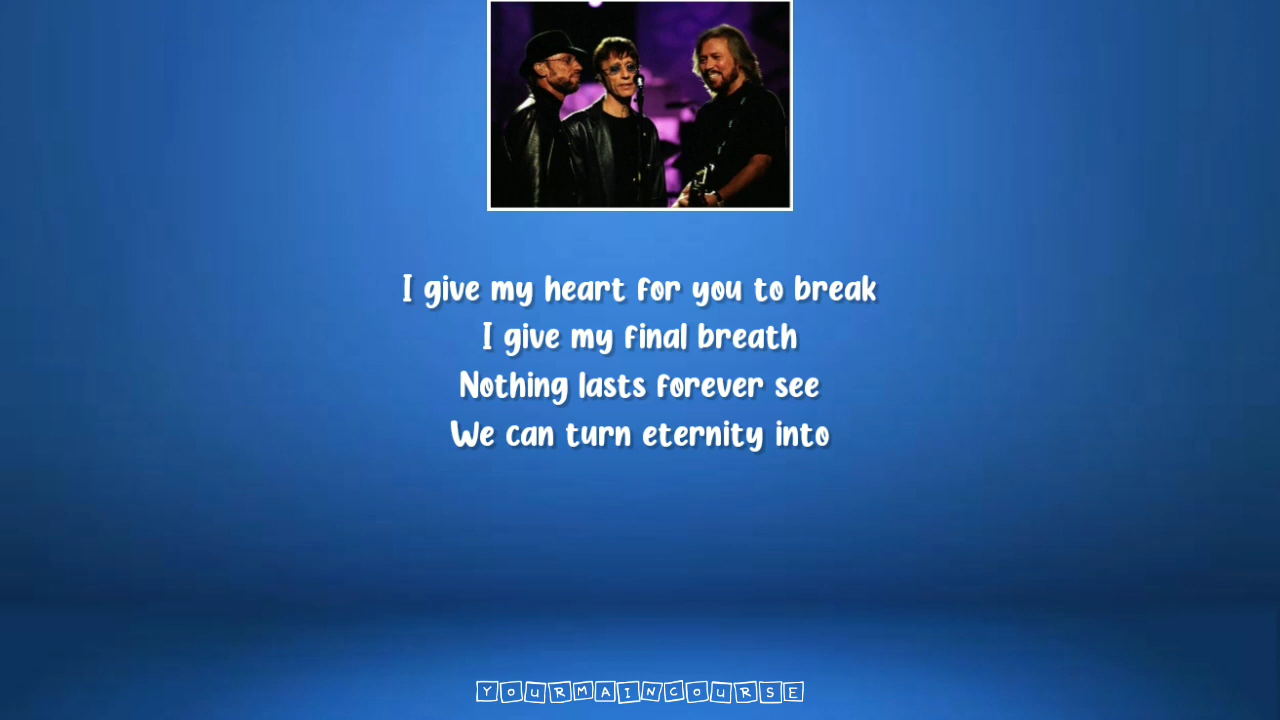 I give my heart for you to break
I give my final breath
Nothing lasts forever see
We can turn eternity into
YOURMAINCOURSE